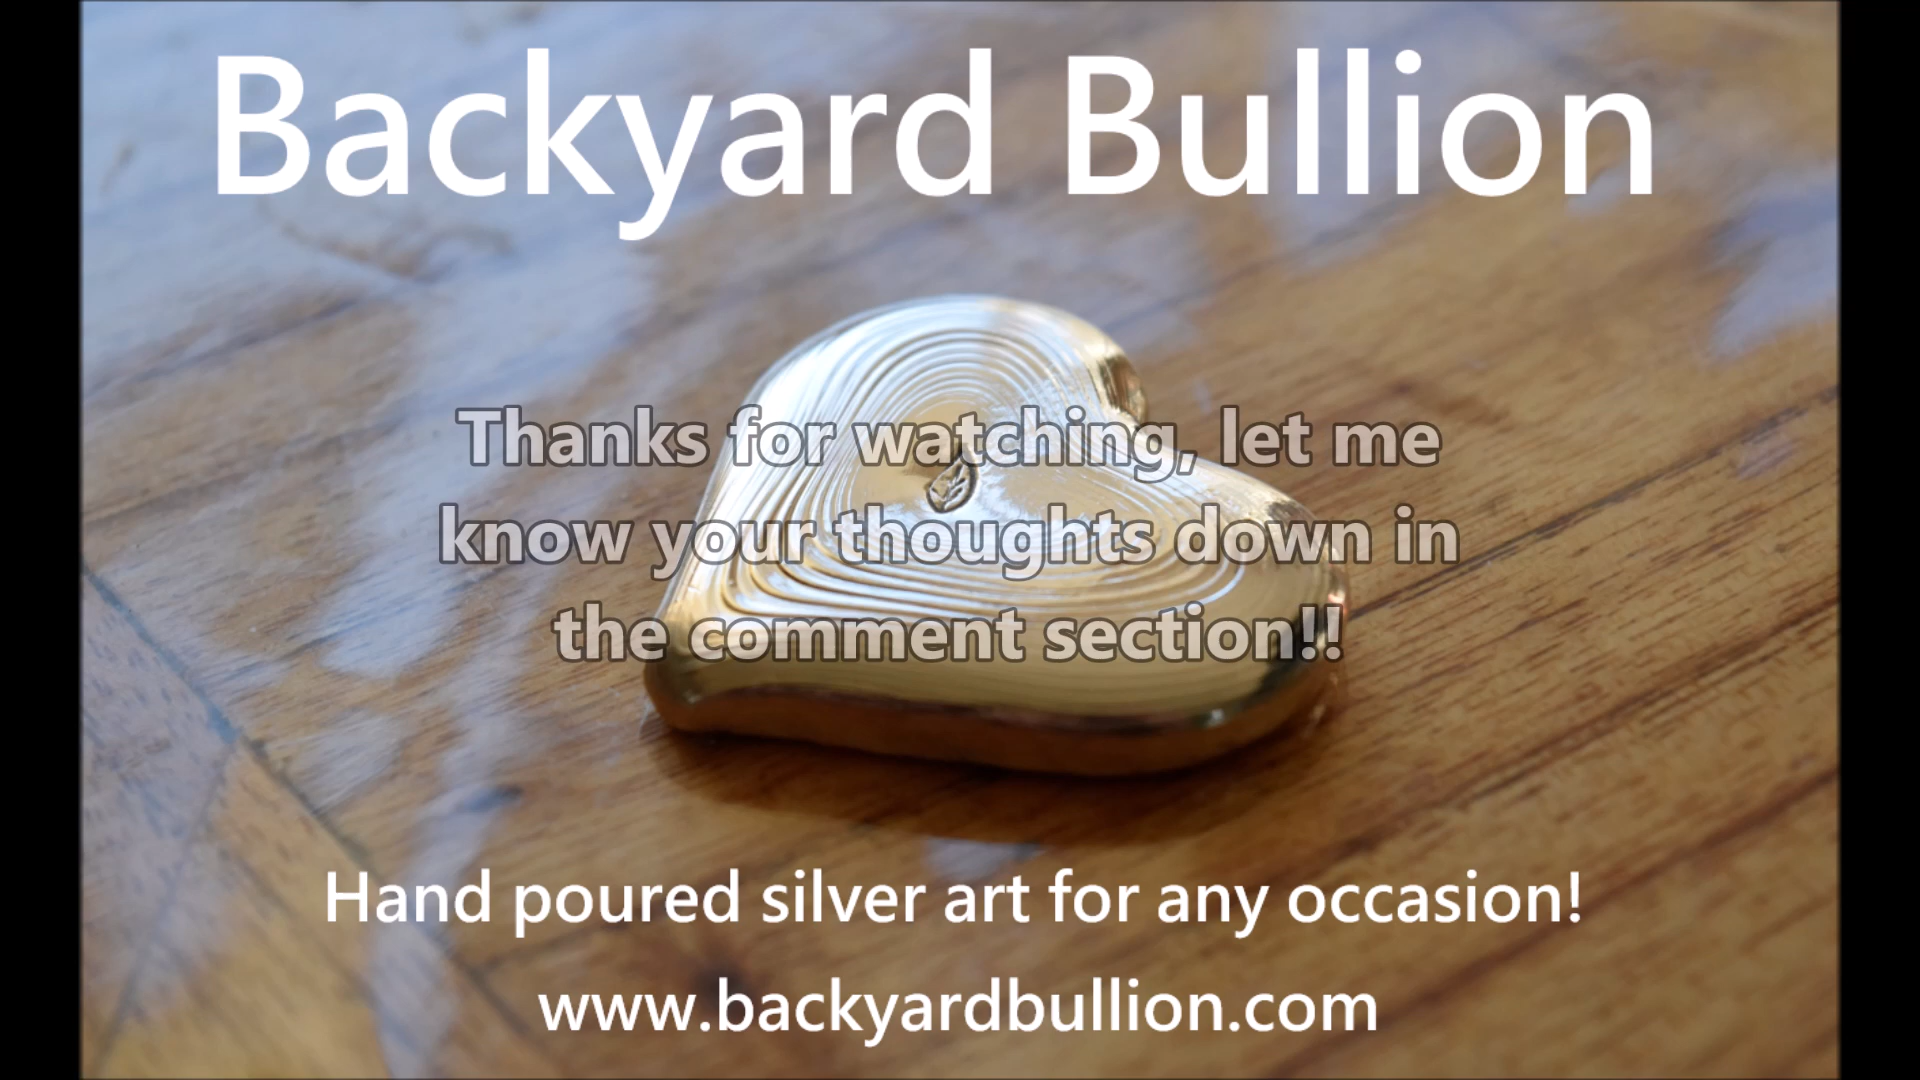 Backyard Bullion
Thanks for watching, let me
know your thoughts down in
the comment section!!
Hand poured silver art for any occasion!
www.backyardbullion.com